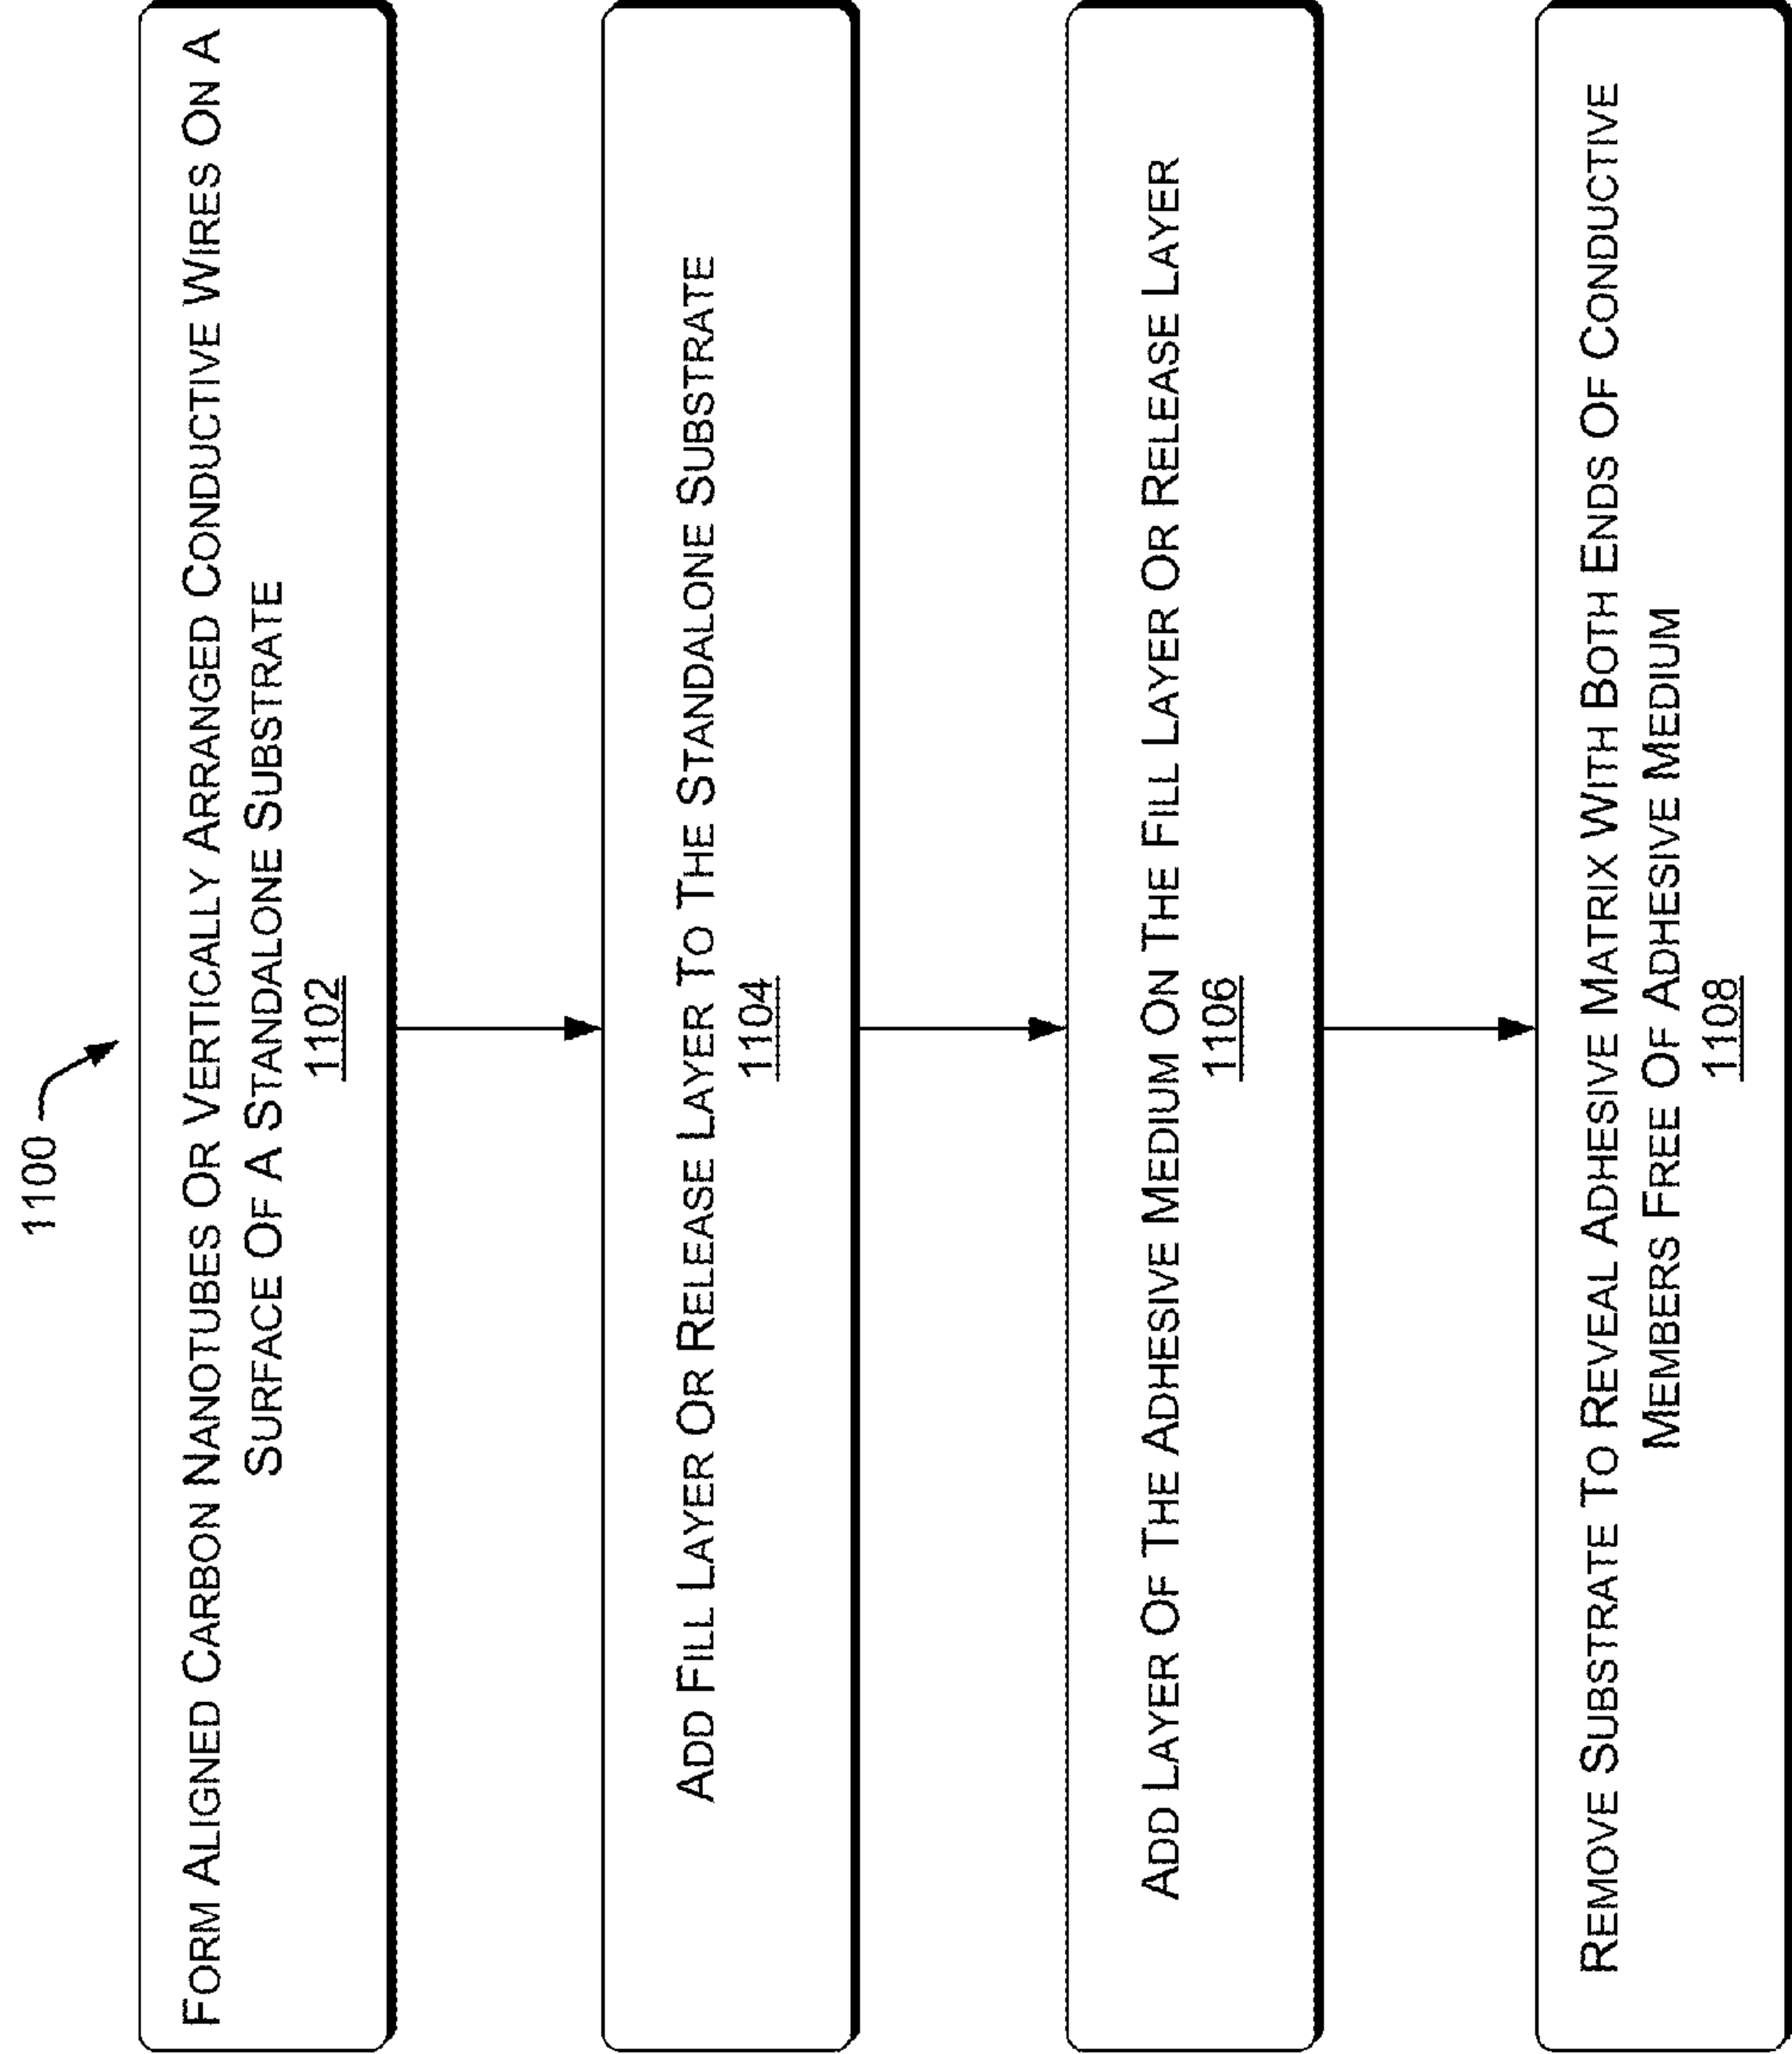 1100
FORM ALIGNED CARBON NANOTUBES OR VERTICALLY ARRANGED CONDUCTIVE WIRES ON A
SURFACE OF A STANDALONE SUBSTRATE
1102
ADD FILL LAYER OR RELEASE LAYER TO THE STANDALONE SUBSTRATE
1104
ADD LAYER OF THE ADHESIVE MEDIUM ON THE FILL LAYER OR RELEASE LAYER
1106
REMOVE SUBSTRATE TO REVEAL ADHESIVE MATRIX WITH BOTH ENDS OF CONDUCTIVE
MEMBERS FREE OF ADHESIVE MEDIUM
1108